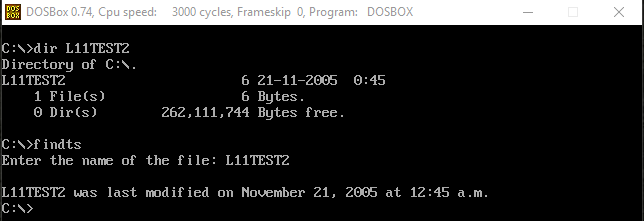 DOSBox 0.74, Cpu speed: 3000 cycles, Frameskip 0, Program: DOSBOX
C:\>dir L11TEST2
Directory of C:\.
L11TEST2 6 21-11-2005 0:45
1 File(s) 6 Bytes.
0 Dir(s) 262,111,744 Bytes free.
C:\>findts
Enter the name of the file: L11TEST2
L11TEST2 was last modified on November 21, 2005 at 12:45 a.m.
C:\>